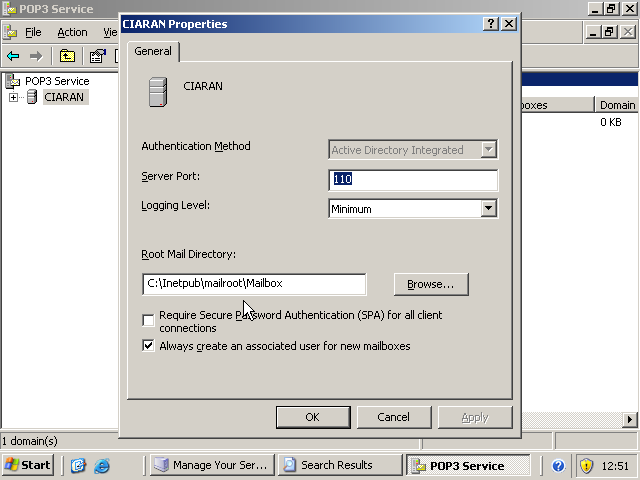 POP3 Service
CIARAN Properties
File Action
General
POP3 Service
CIARAN
CIARAN
Domain
0 KB
Authentication Method
Active Directory Integrated
Server Port:
110
Logging Level:
Minimum
Root Mail Directory:
C:\Inetpub\mailroot\Mailbox
Browse...
Require Secure Password Authentication (SPA) for all client
connections
Always create an associated user for new mailboxes
OK Cancel Apply
1 domain(s)
Start Manage Your Ser... Search Results POP3 Service 12:51